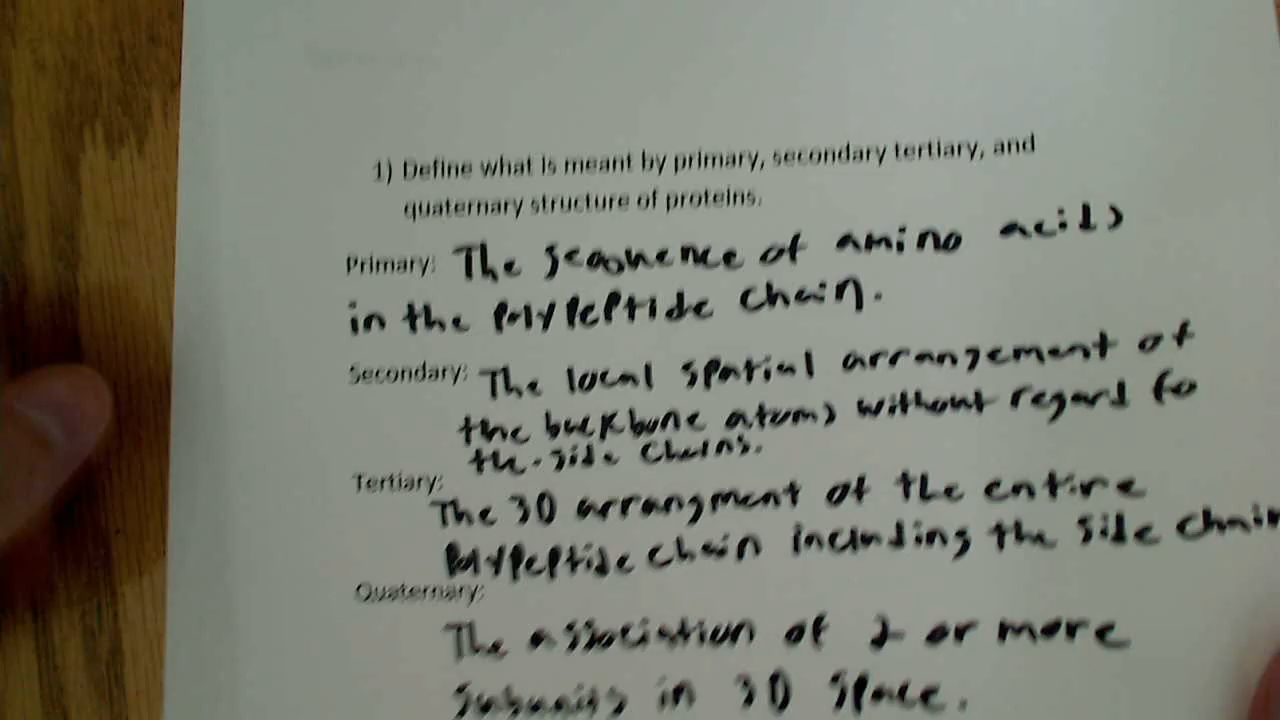 1) Define what is meant by primary, secondary tertiary, and
quaternary structure of proteins.
Primary: The sequence of amino acids
in the polypeptide chain.
Secondary: The local spatial arrangement of
the backbone atoms without regard to
the side chains.
Tertiary:
The 3D arrangment of the entire
polypeptide chain including the side chain
Quaternary:
The association of 2 or more
subunits in 3D space.